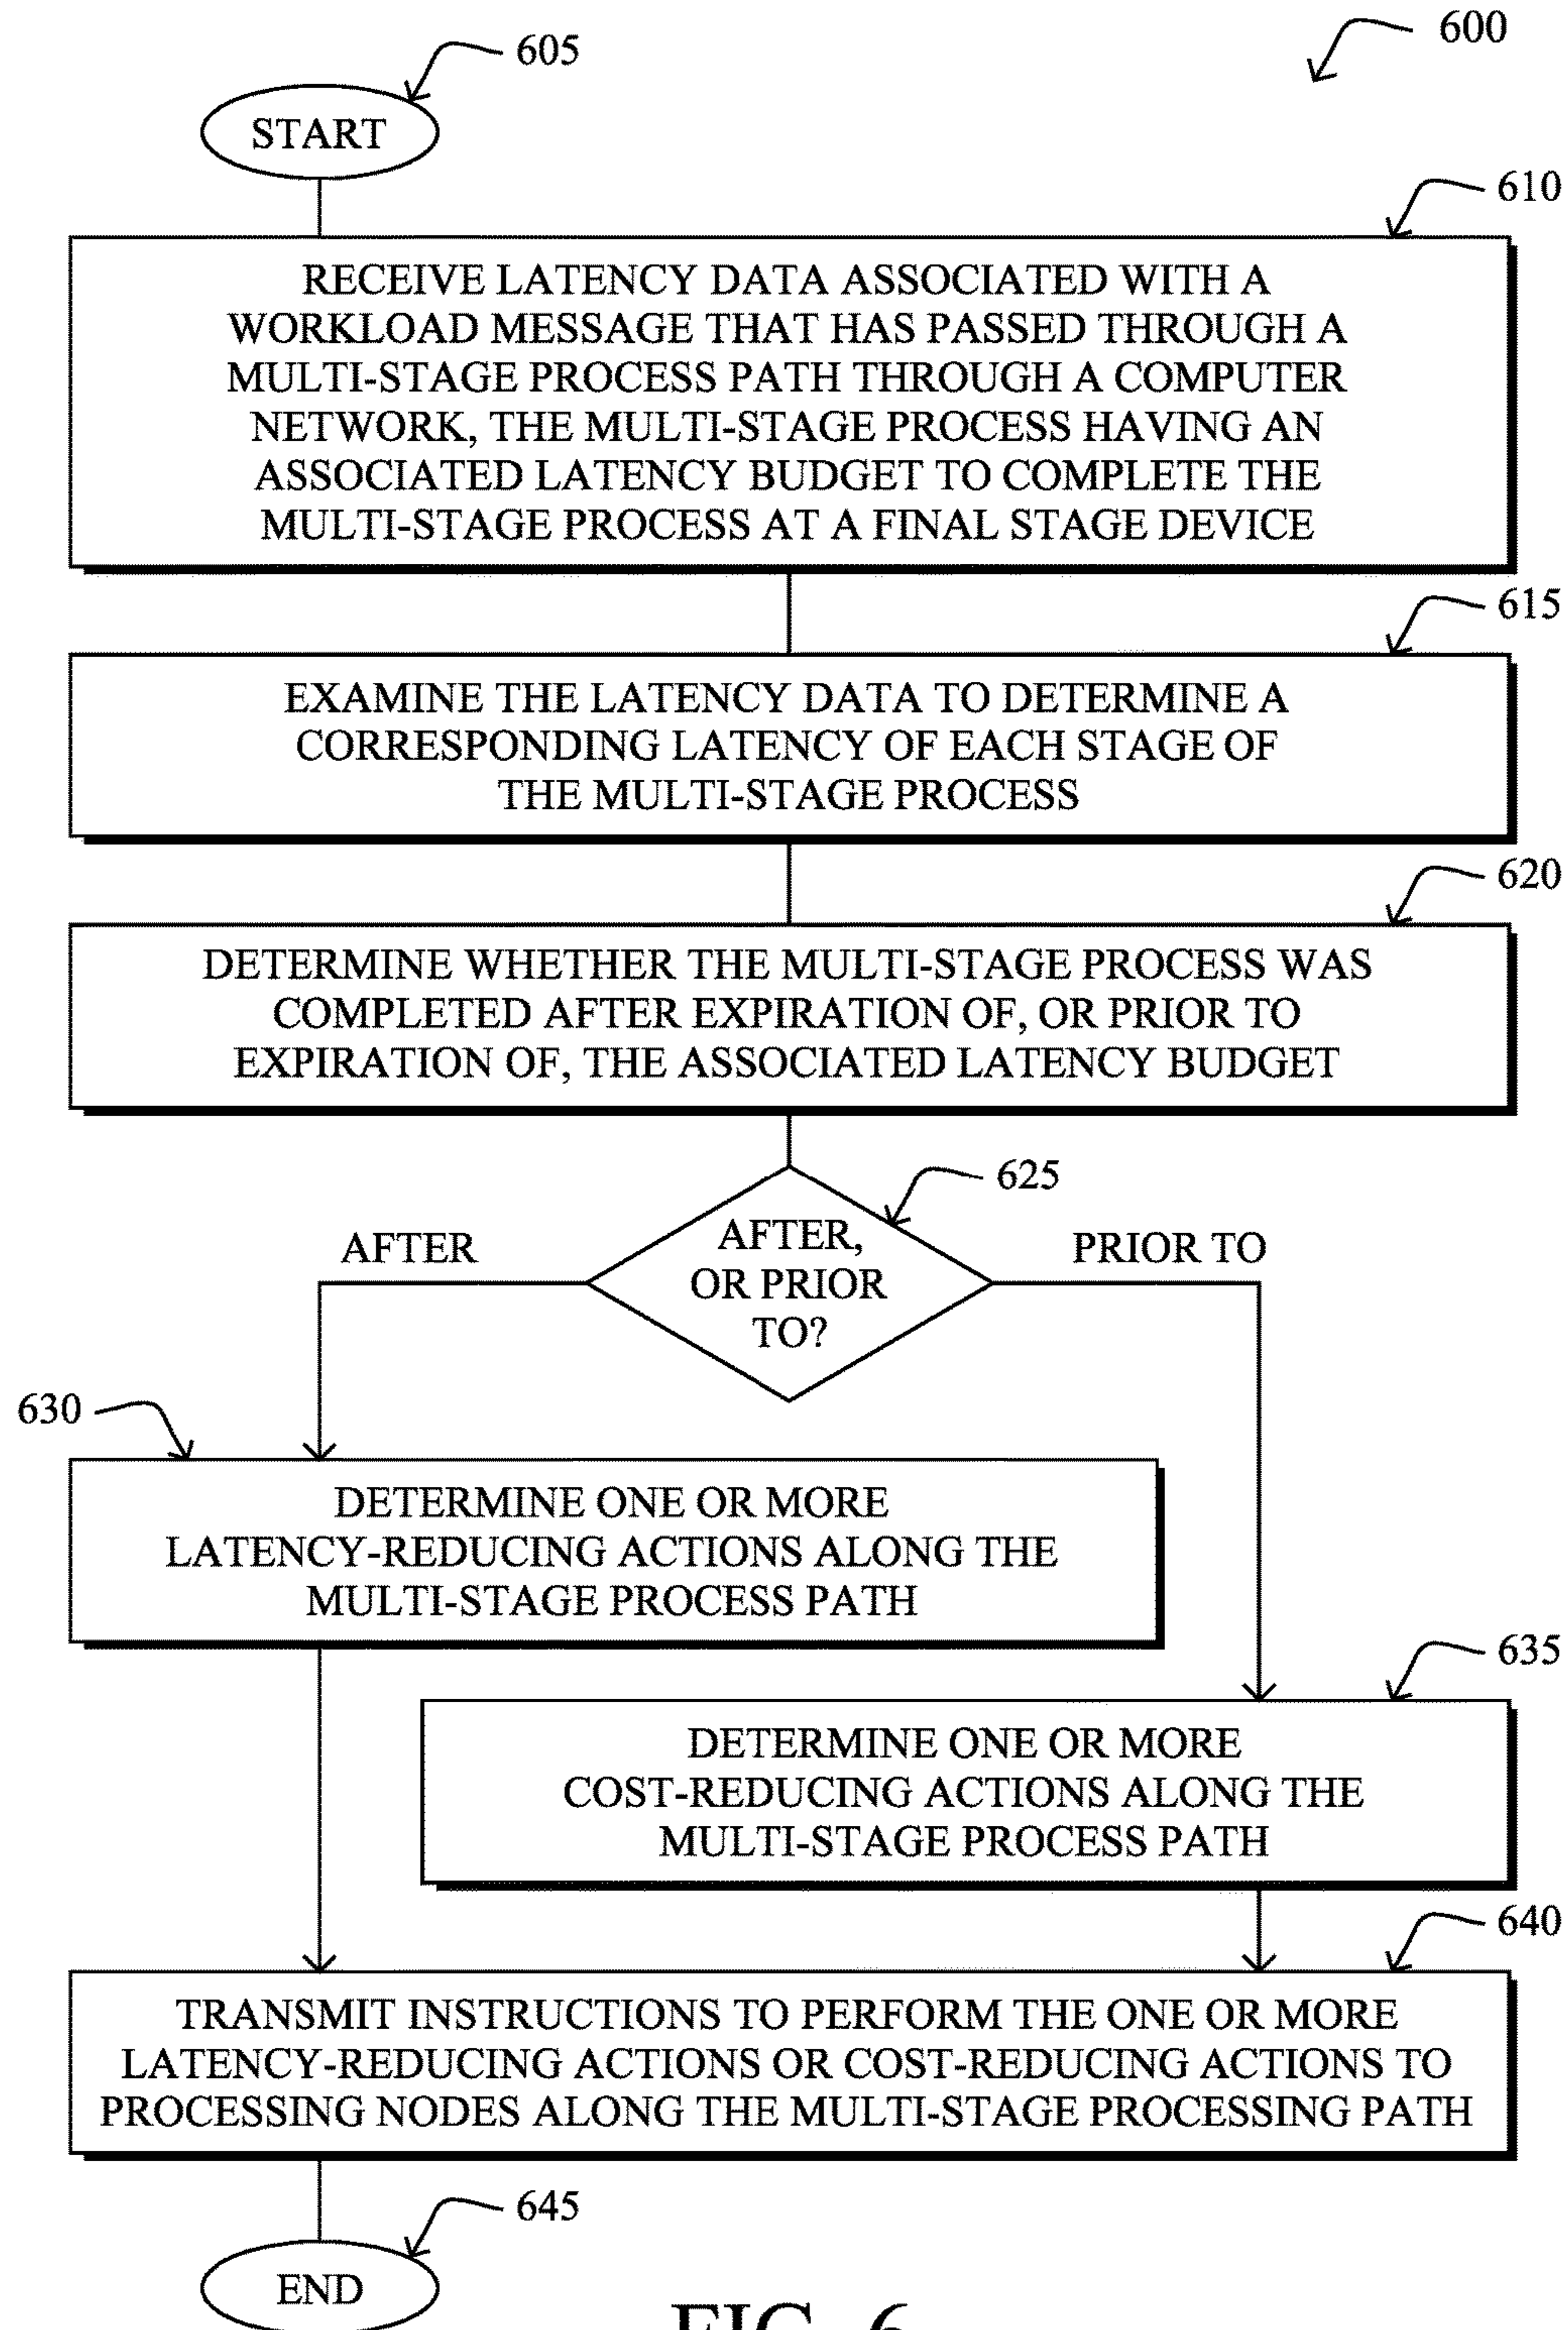 600
605
START
610
RECEIVE LATENCY DATA ASSOCIATED WITH A
WORKLOAD MESSAGE THAT HAS PASSED THROUGH A
MULTI-STAGE PROCESS PATH THROUGH A COMPUTER
NETWORK, THE MULTI-STAGE PROCESS HAVING AN
ASSOCIATED LATENCY BUDGET TO COMPLETE THE
MULTI-STAGE PROCESS AT A FINAL STAGE DEVICE
615
EXAMINE THE LATENCY DATA TO DETERMINE A
CORRESPONDING LATENCY OF EACH STAGE OF
THE MULTI-STAGE PROCESS
620
DETERMINE WHETHER THE MULTI-STAGE PROCESS WAS
COMPLETED AFTER EXPIRATION OF, OR PRIOR TO
EXPIRATION OF, THE ASSOCIATED LATENCY BUDGET
625
AFTER,
OR PRIOR
TO?
AFTER
PRIOR TO
630
DETERMINE ONE OR MORE
LATENCY-REDUCING ACTIONS ALONG THE
MULTI-STAGE PROCESS PATH
635
DETERMINE ONE OR MORE
COST-REDUCING ACTIONS ALONG THE
MULTI-STAGE PROCESS PATH
640
TRANSMIT INSTRUCTIONS TO PERFORM THE ONE OR MORE
LATENCY-REDUCING ACTIONS OR COST-REDUCING ACTIONS TO
PROCESSING NODES ALONG THE MULTI-STAGE PROCESSING PATH
645
END
FIG. 6